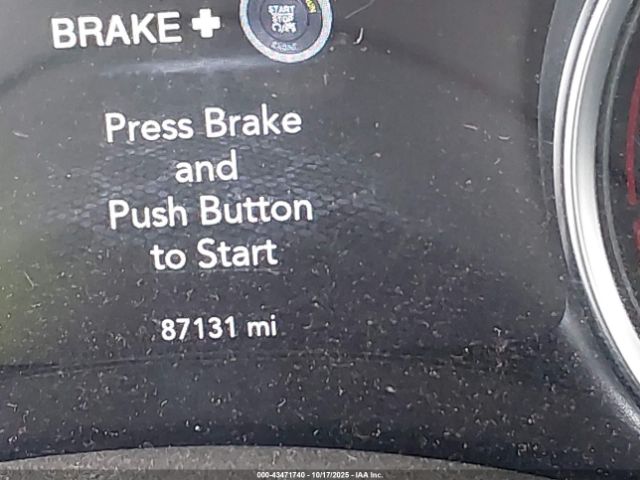 BRAKE +
START
STOP
ENGINE
Press Brake
and
Push Button
to Start
87131 mi
000-43471740 - 10/17/2025 - IAA Inc.